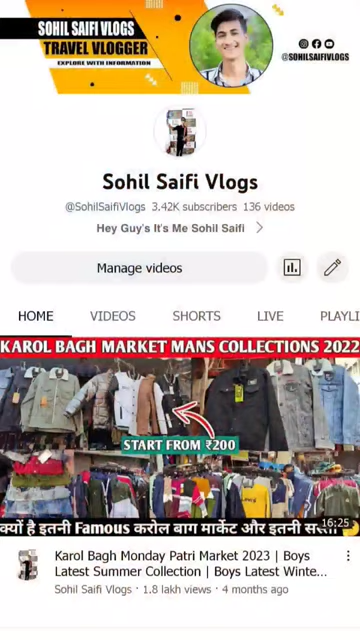 SOHIL SAIFI VLOGS
TRAVEL VLOGGER
EXPLORE WITH INFORMATION
@SOHILSAIFIVLOGS
Sohil Saifi Vlogs
@SohilSaifiVlogs 3.42K subscribers 136 videos
Hey Guy's It's Me Sohil Saifi
Manage videos
HOME VIDEOS SHORTS LIVE PLAYLI
KAROL BAGH MARKET MANS COLLECTIONS 2022
START FROM ₹200
16:25
क्यों है इतनी Famous करोल बाग मार्केट और इतनी
Karol Bagh Monday Patri Market 2023 | Boys
Latest Summer Collection | Boys Latest Winte...
Sohil Saifi Vlogs · 1.8 lakh views · 4 months ago